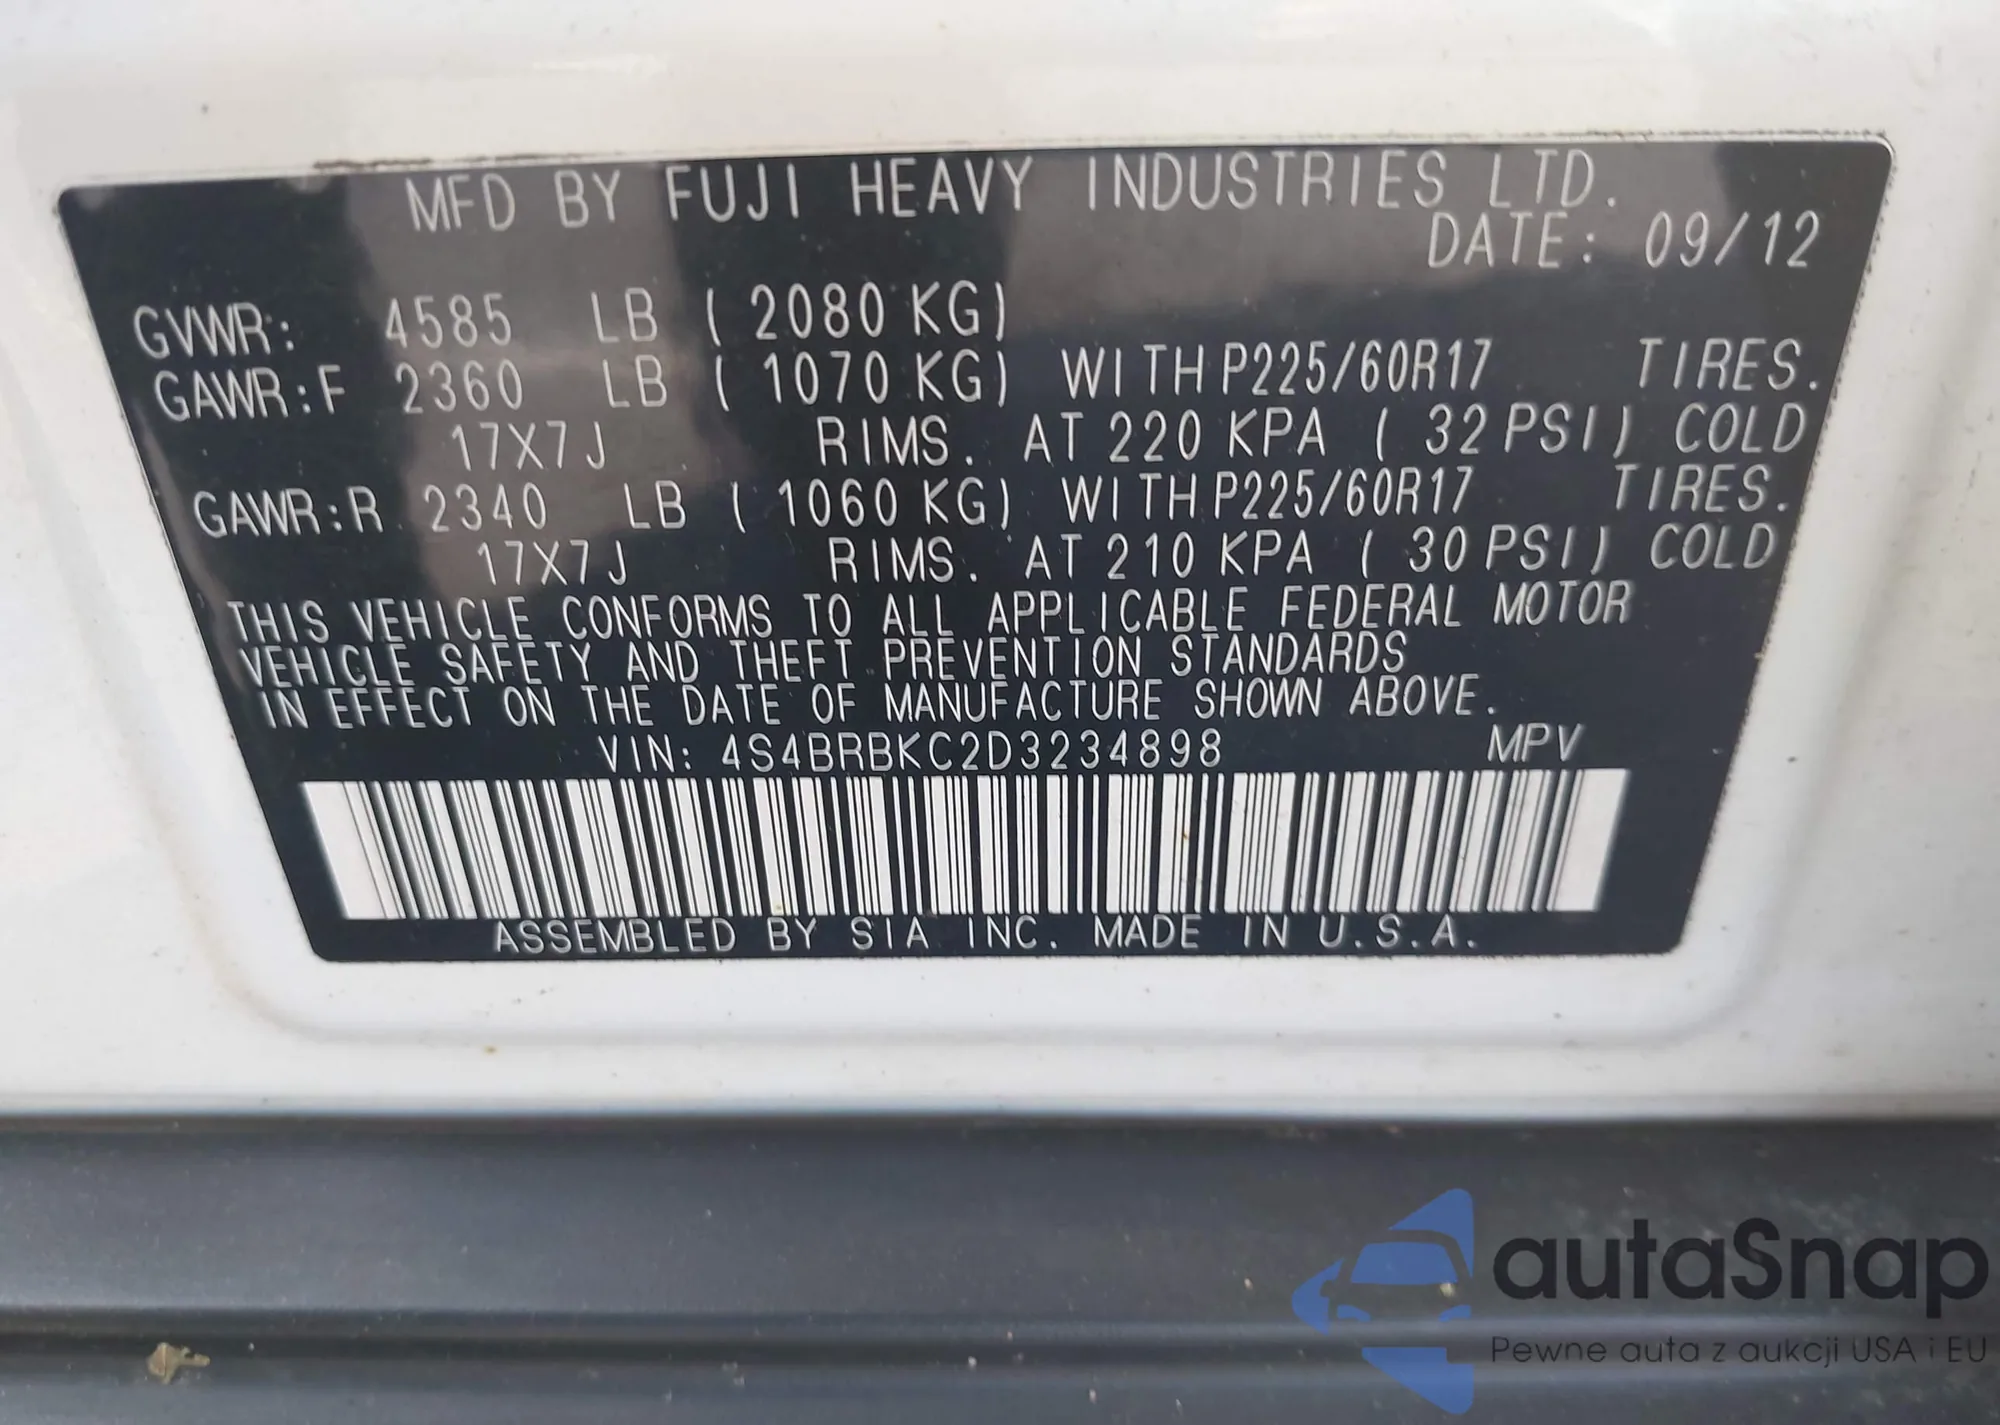 MFD BY FUJI HEAVY INDUSTRIES LTD.
DATE: 09/12
GVWR: 4585 LB ( 2080 KG)
GAWR:F 2360 LB ( 1070 KG) WITH P225/60R17 TIRES.
17X7J RIMS. AT 220 KPA ( 32 PSI) COLD
GAWR:R 2340 LB ( 1060 KG) WITH P225/60R17 TIRES.
17X7J RIMS. AT 210 KPA ( 30 PSI) COLD
THIS VEHICLE CONFORMS TO ALL APPLICABLE FEDERAL MOTOR
VEHICLE SAFETY AND THEFT PREVENTION STANDARDS
IN EFFECT ON THE DATE OF MANUFACTURE SHOWN ABOVE.
VIN: 4S4BRBKC2D3234898 MPV
ASSEMBLED BY SIA INC. MADE IN U.S.A.
autaSnap
Pewne auta z aukcji USA i EU